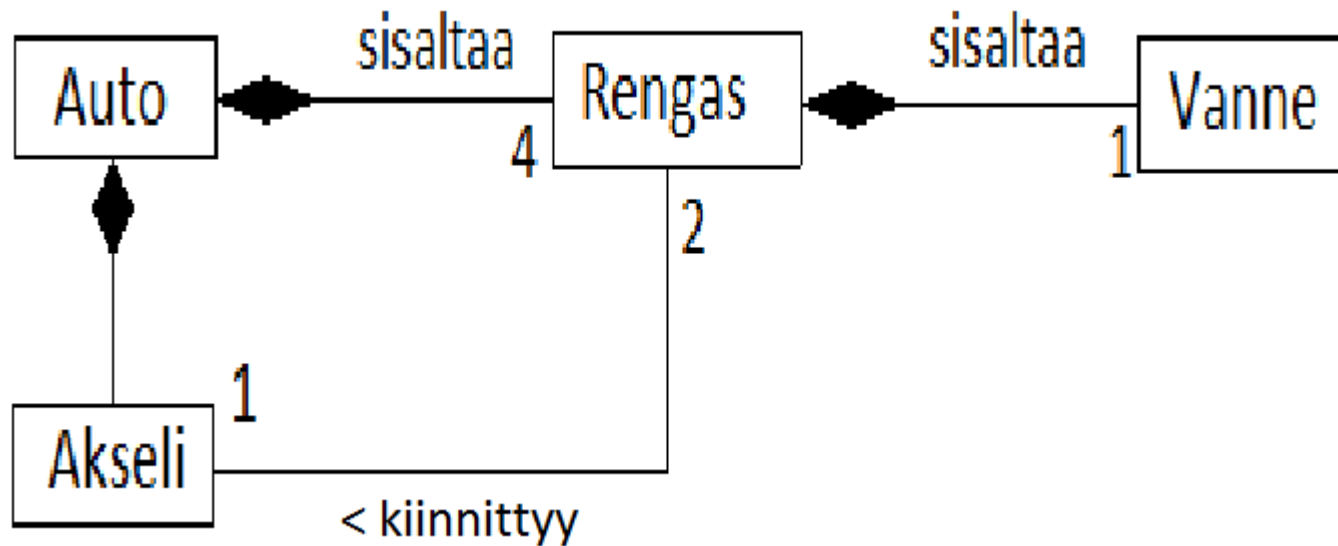 sisaltaa
sisaltaa
Auto
Rengas
Vanne
4
1
2
1
Akseli
< kiinnittyy